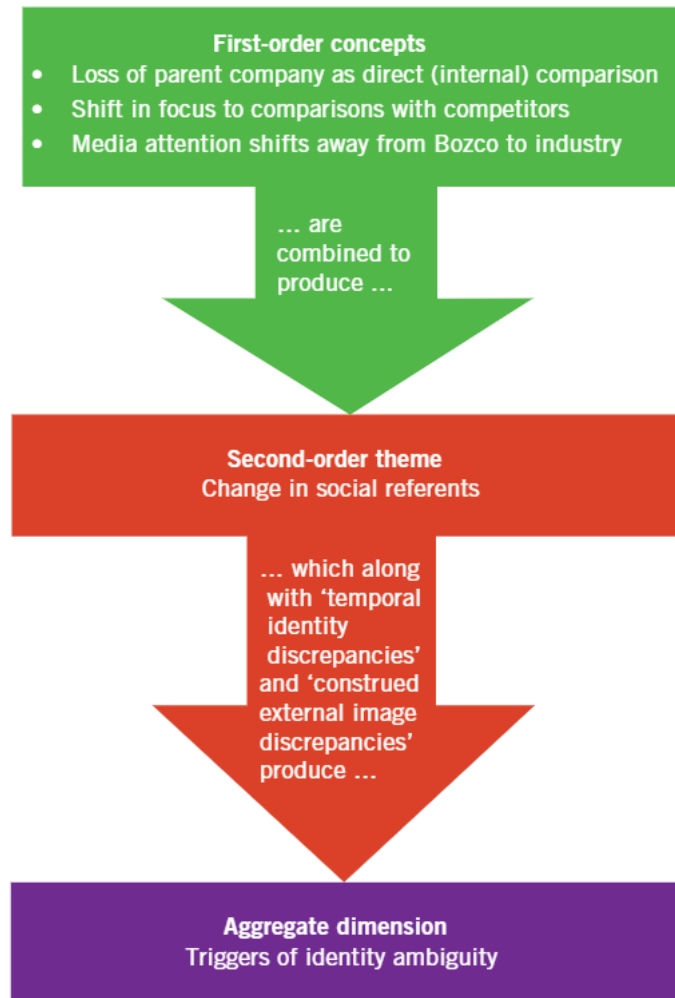 First-order concepts
• Loss of parent company as direct (internal) comparison
• Shift in focus to comparisons with competitors
• Media attention shifts away from Bozco to industry
... are
combined to
produce ...
Second-order theme
Change in social referents
... which along
with ‘temporal
identity
discrepancies’
and ‘construed
external image
discrepancies’
produce ...
Aggregate dimension
Triggers of identity ambiguity